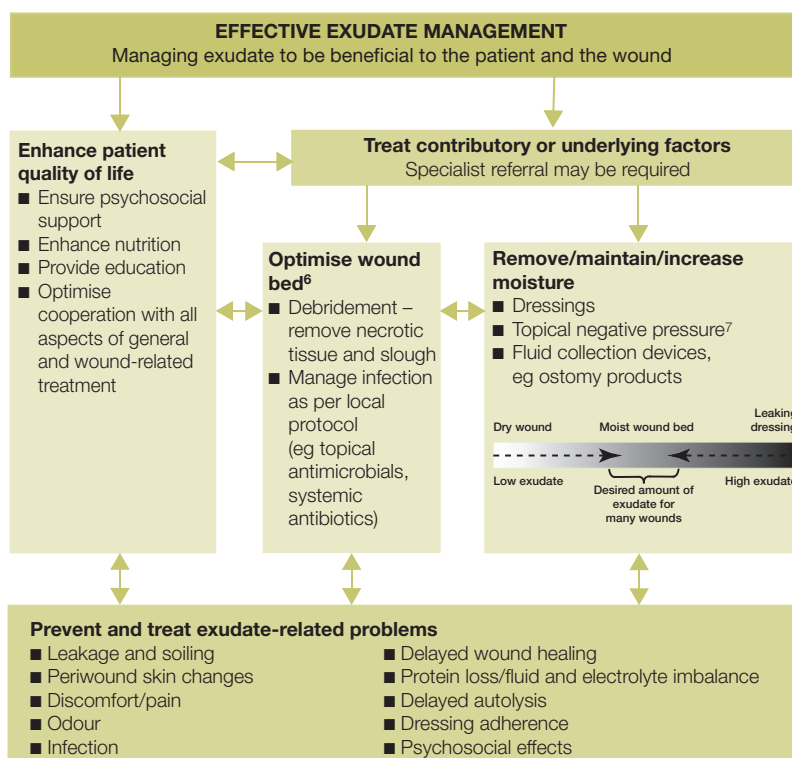 EFFECTIVE EXUDATE MANAGEMENT
Managing exudate to be beneficial to the patient and the wound
Enhance patient
quality of life
■ Ensure psychosocial
support
■ Enhance nutrition
■ Provide education
■ Optimise
cooperation with all
aspects of general
and wound-related
treatment
Treat contributory or underlying factors
Specialist referral may be required
Optimise wound
bed⁶
■ Debridement –
remove necrotic
tissue and slough
■ Manage infection
as per local
protocol
(eg topical
antimicrobials,
systemic
antibiotics)
Remove/maintain/increase
moisture
■ Dressings
■ Topical negative pressure⁷
■ Fluid collection devices,
eg ostomy products
Dry wound
Moist wound bed
Leaking
dressing
Low exudate
Desired amount of
exudate for
many wounds
High exudate
Prevent and treat exudate-related problems
■ Leakage and soiling
■ Periwound skin changes
■ Discomfort/pain
■ Odour
■ Infection
■ Delayed wound healing
■ Protein loss/fluid and electrolyte imbalance
■ Delayed autolysis
■ Dressing adherence
■ Psychosocial effects